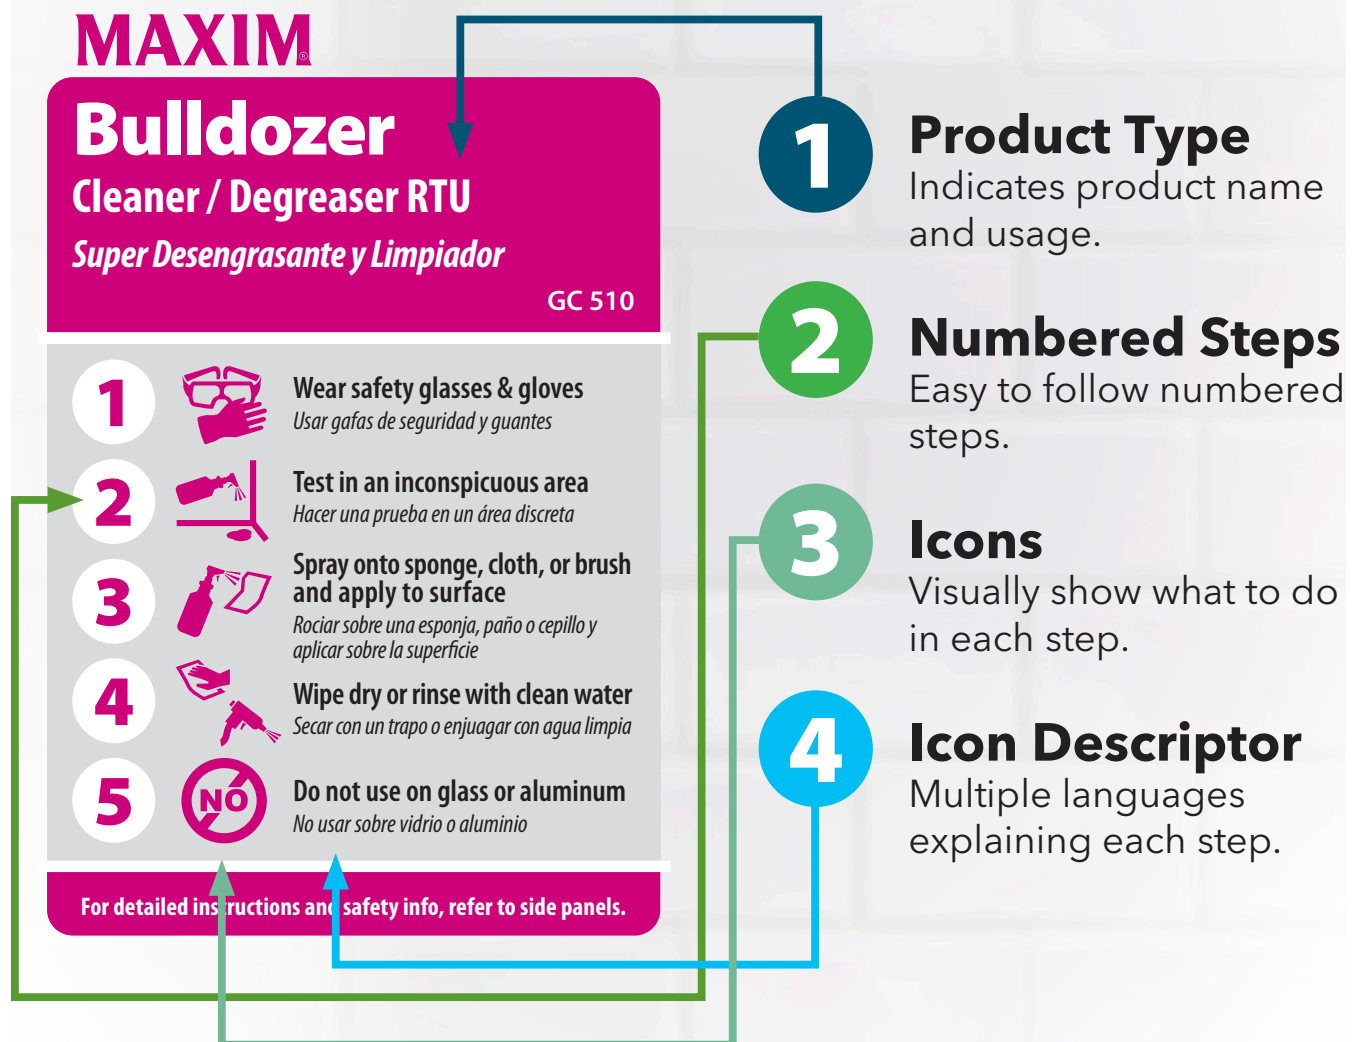 MAXIM®
Bulldozer
Cleaner / Degreaser RTU
Super Desengrasante y Limpiador
GC 510
1
Wear safety glasses & gloves
Usar gafas de seguridad y guantes
2
Test in an inconspicuous area
Hacer una prueba en un área discreta
3
Spray onto sponge, cloth, or brush
and apply to surface
Rociar sobre una esponja, paño o cepillo y
aplicar sobre la superficie
4
Wipe dry or rinse with clean water
Secar con un trapo o enjuagar con agua limpia
5
NO
Do not use on glass or aluminum
No usar sobre vidrio o aluminio
For detailed instructions and safety info, refer to side panels.
1
Product Type
Indicates product name
and usage.
2
Numbered Steps
Easy to follow numbered
steps.
3
Icons
Visually show what to do
in each step.
4
Icon Descriptor
Multiple languages
explaining each step.